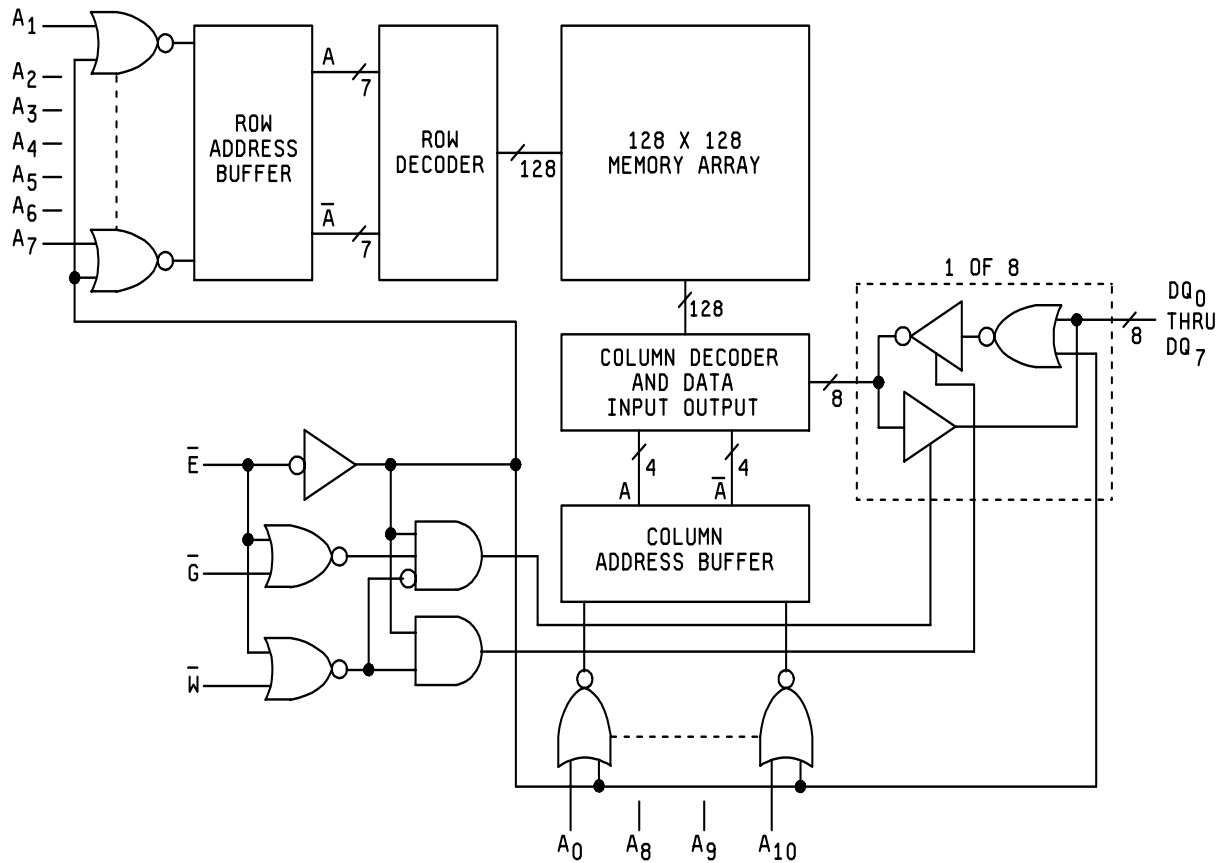 A1
A2
A3
A4
A5
A6
A7
ROW
ADDRESS
BUFFER
A
7
A̅
7
ROW
DECODER
128
128 X 128
MEMORY ARRAY
128
COLUMN DECODER
AND DATA
INPUT OUTPUT
8
1 OF 8
8
DQ0
THRU
DQ7
4
4
A
A̅
COLUMN
ADDRESS BUFFER
E̅
G̅
W̅
A0
A8
A9
A10